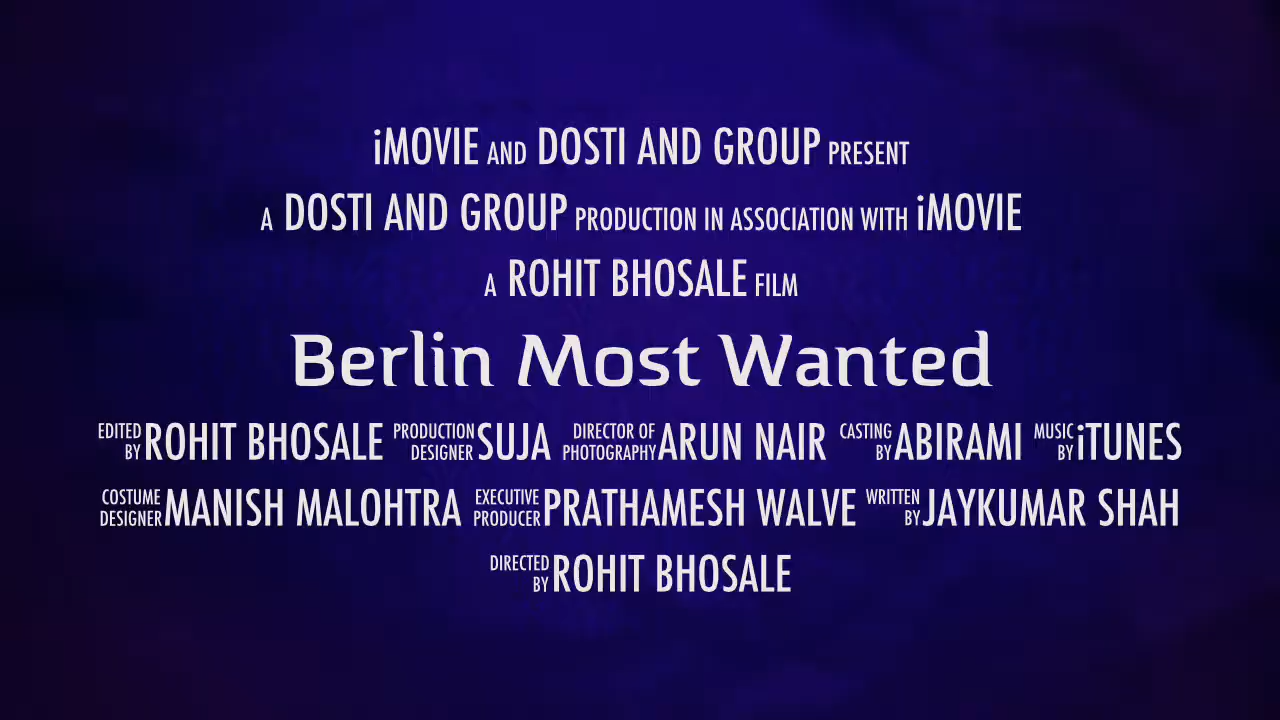 iMOVIE AND DOSTI AND GROUP PRESENT
A DOSTI AND GROUP PRODUCTION IN ASSOCIATION WITH iMOVIE
A ROHIT BHOSALE FILM
Berlin Most Wanted
EDITED BY ROHIT BHOSALE PRODUCTION DESIGNER SUJA DIRECTOR OF PHOTOGRAPHY ARUN NAIR CASTING BY ABIRAMI MUSIC BY iTUNES
COSTUME DESIGNER MANISH MALOHTRA EXECUTIVE PRODUCER PRATHAMESH WALVE WRITTEN BY JAYKUMAR SHAH
DIRECTED BY ROHIT BHOSALE